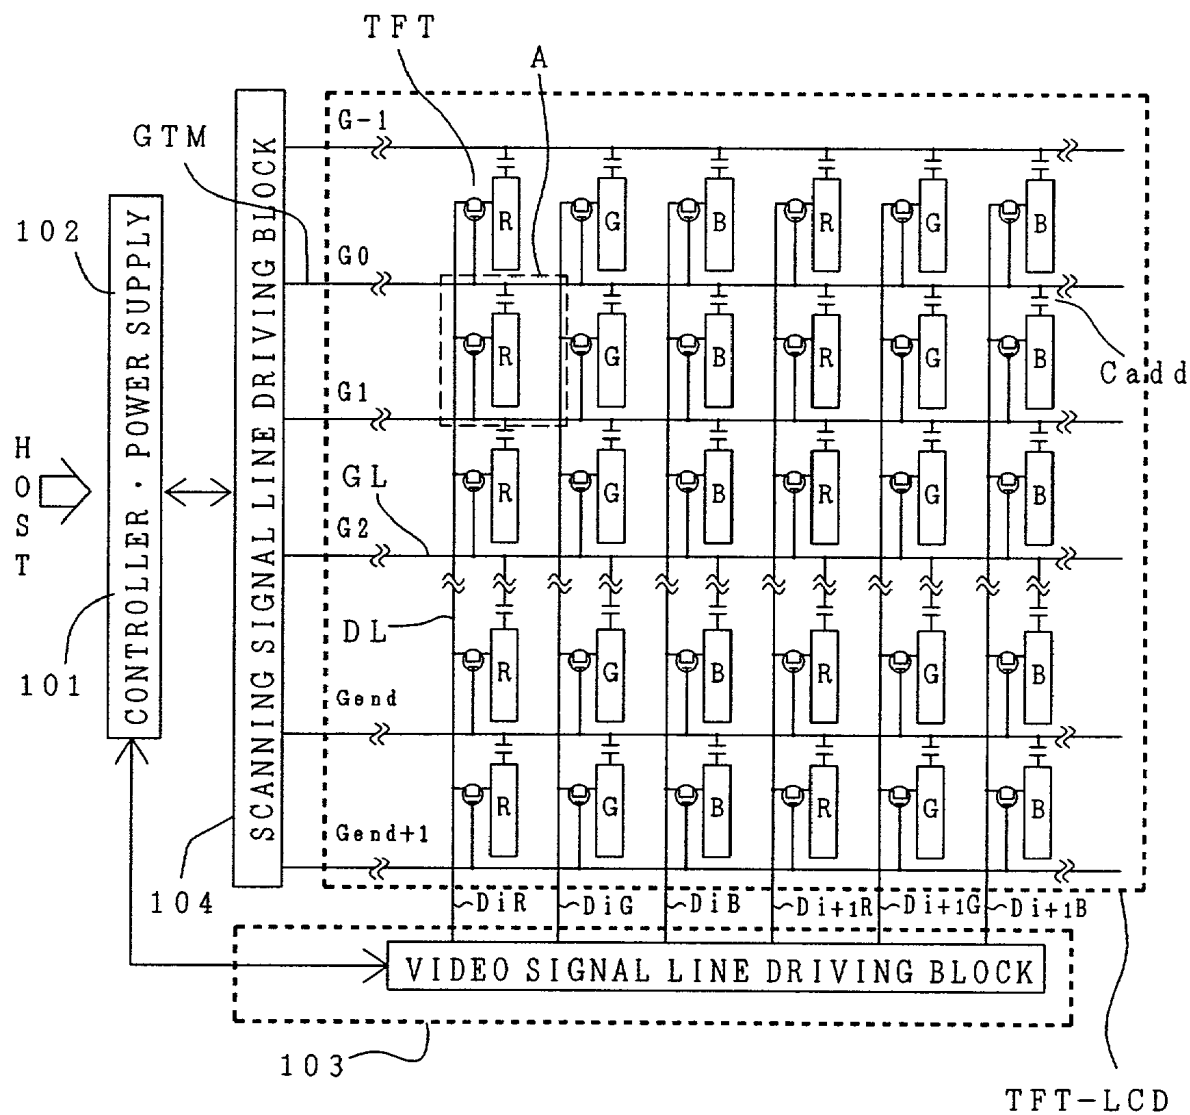 TFT
A
G-1
GTM
102
R G B R G B
G0
R G B R G B
Cadd
G1
HOST
CONTROLLER · POWER SUPPLY
SCANNING SIGNAL LINE DRIVING BLOCK
GL
R G B R G B
G2
DL
101
R G B R G B
Gend
R G B R G B
Gend+1
104
DiR DiG DiB Di+1R Di+1G Di+1B
VIDEO SIGNAL LINE DRIVING BLOCK
103
TFT-LCD